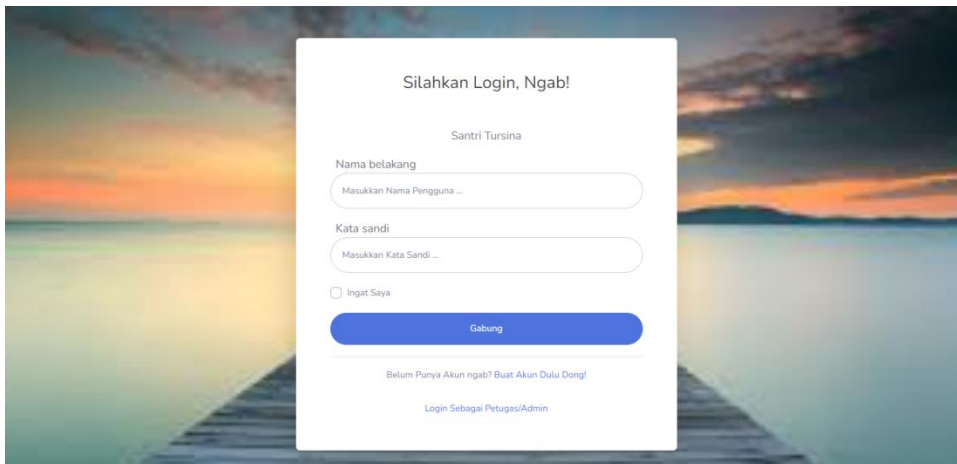 Silahkan Login, Ngab!
Santri Tursina
Nama belakang
Masukkan Nama Pengguna ...
Kata sandi
Masukkan Kata Sandi ...
Ingat Saya
Gabung
Belum Punya Akun ngab? Buat Akun Dulu Dong!
Login Sebagai Petugas/Admin